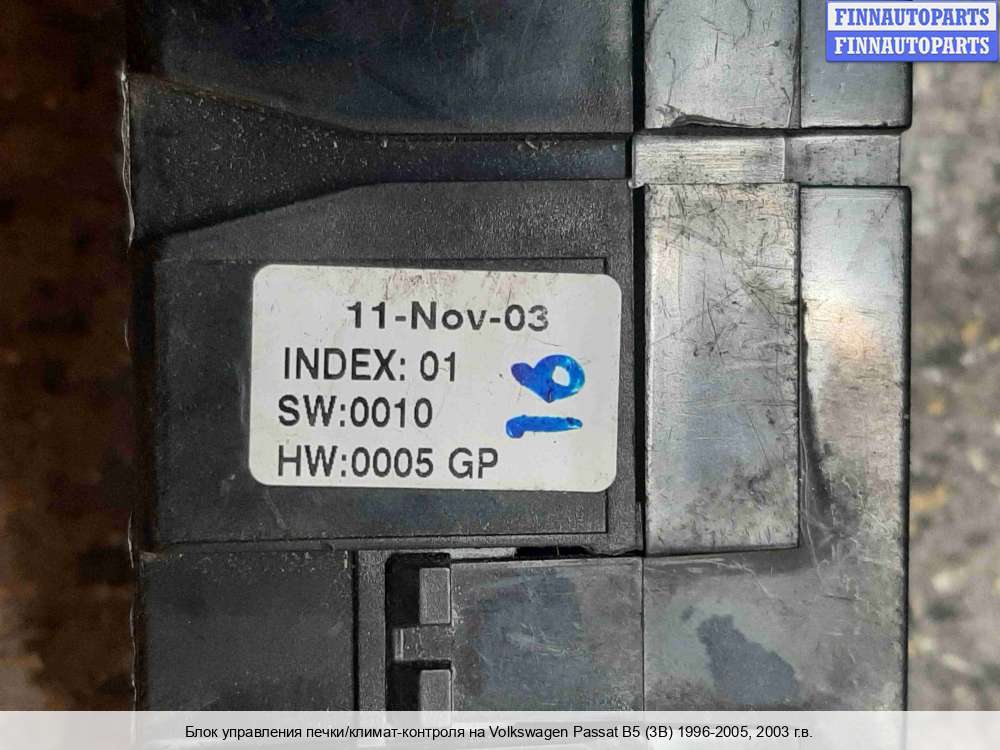 FINNAUTOPARTS
FINNAUTOPARTS
11-Nov-03
INDEX: 01
SW:0010
HW:0005 GP
16
Блок управления печки/климат-контроля на Volkswagen Passat B5 (3B) 1996-2005, 2003 г.в.